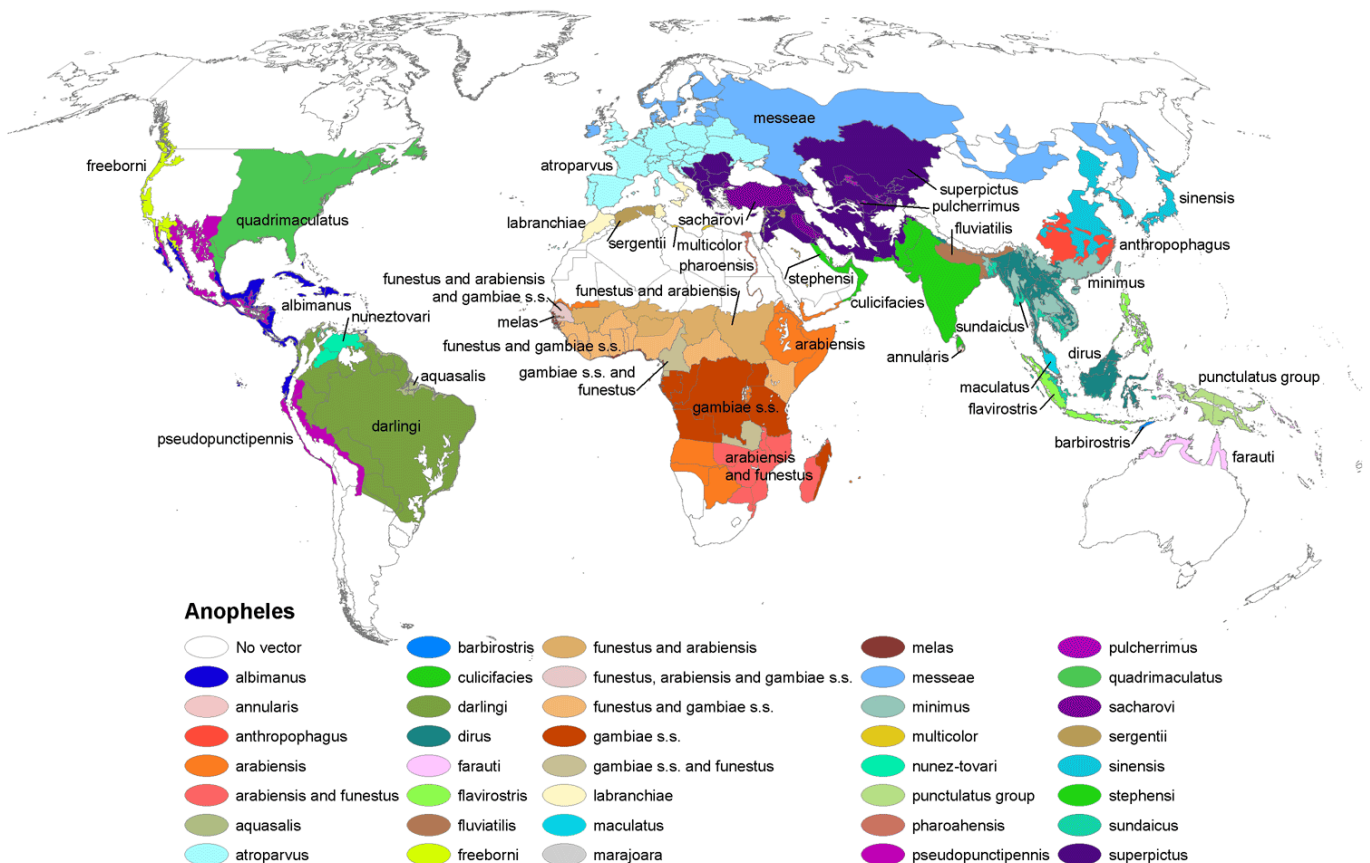 messeae
freeborni
atroparvus
superpictus
pulcherrimus
sinensis
quadrimaculatus
labranchiae
sacharovi
sergentii
multicolor
fluviatilis
anthropophagus
pharoensis
stephensi
minimus
funestus and arabiensis
and gambiae s.s.
funestus and arabiensis
culicifacies
albimanus
nuneztovari
melas
sundaicus
funestus and gambiae s.s.
arabiensis
annularis
dirus
gambiae s.s. and
funestus
aquasalis
maculatus
punctulatus group
gambiae s.s.
flavirostris
darlingi
pseudopunctipennis
barbirostris
arabiensis
and funestus
farauti
Anopheles
No vector
albimanus
annularis
anthropophagus
arabiensis
arabiensis and funestus
aquasalis
atroparvus
barbirostris
culicifacies
darlingi
dirus
farauti
flavirostris
fluviatilis
freeborni
funestus and arabiensis
funestus, arabiensis and gambiae s.s.
funestus and gambiae s.s.
gambiae s.s.
gambiae s.s. and funestus
labranchiae
maculatus
marajoara
melas
messeae
minimus
multicolor
nunez-tovari
punctulatus group
pharoahensis
pseudopunctipennis
pulcherrimus
quadrimaculatus
sacharovi
sergentii
sinensis
stephensi
sundaicus
superpictus